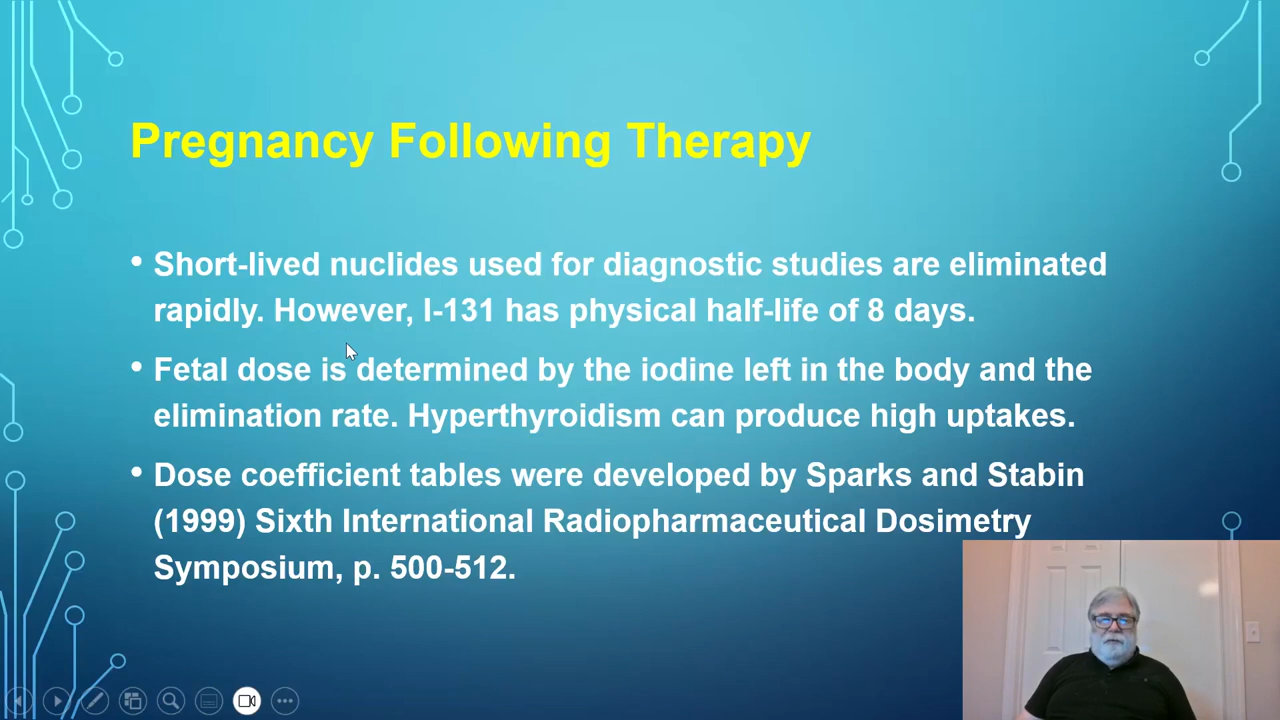 Pregnancy Following Therapy
• Short-lived nuclides used for diagnostic studies are eliminated
rapidly. However, I-131 has physical half-life of 8 days.
• Fetal dose is determined by the iodine left in the body and the
elimination rate. Hyperthyroidism can produce high uptakes.
• Dose coefficient tables were developed by Sparks and Stabin
(1999) Sixth International Radiopharmaceutical Dosimetry
Symposium, p. 500-512.